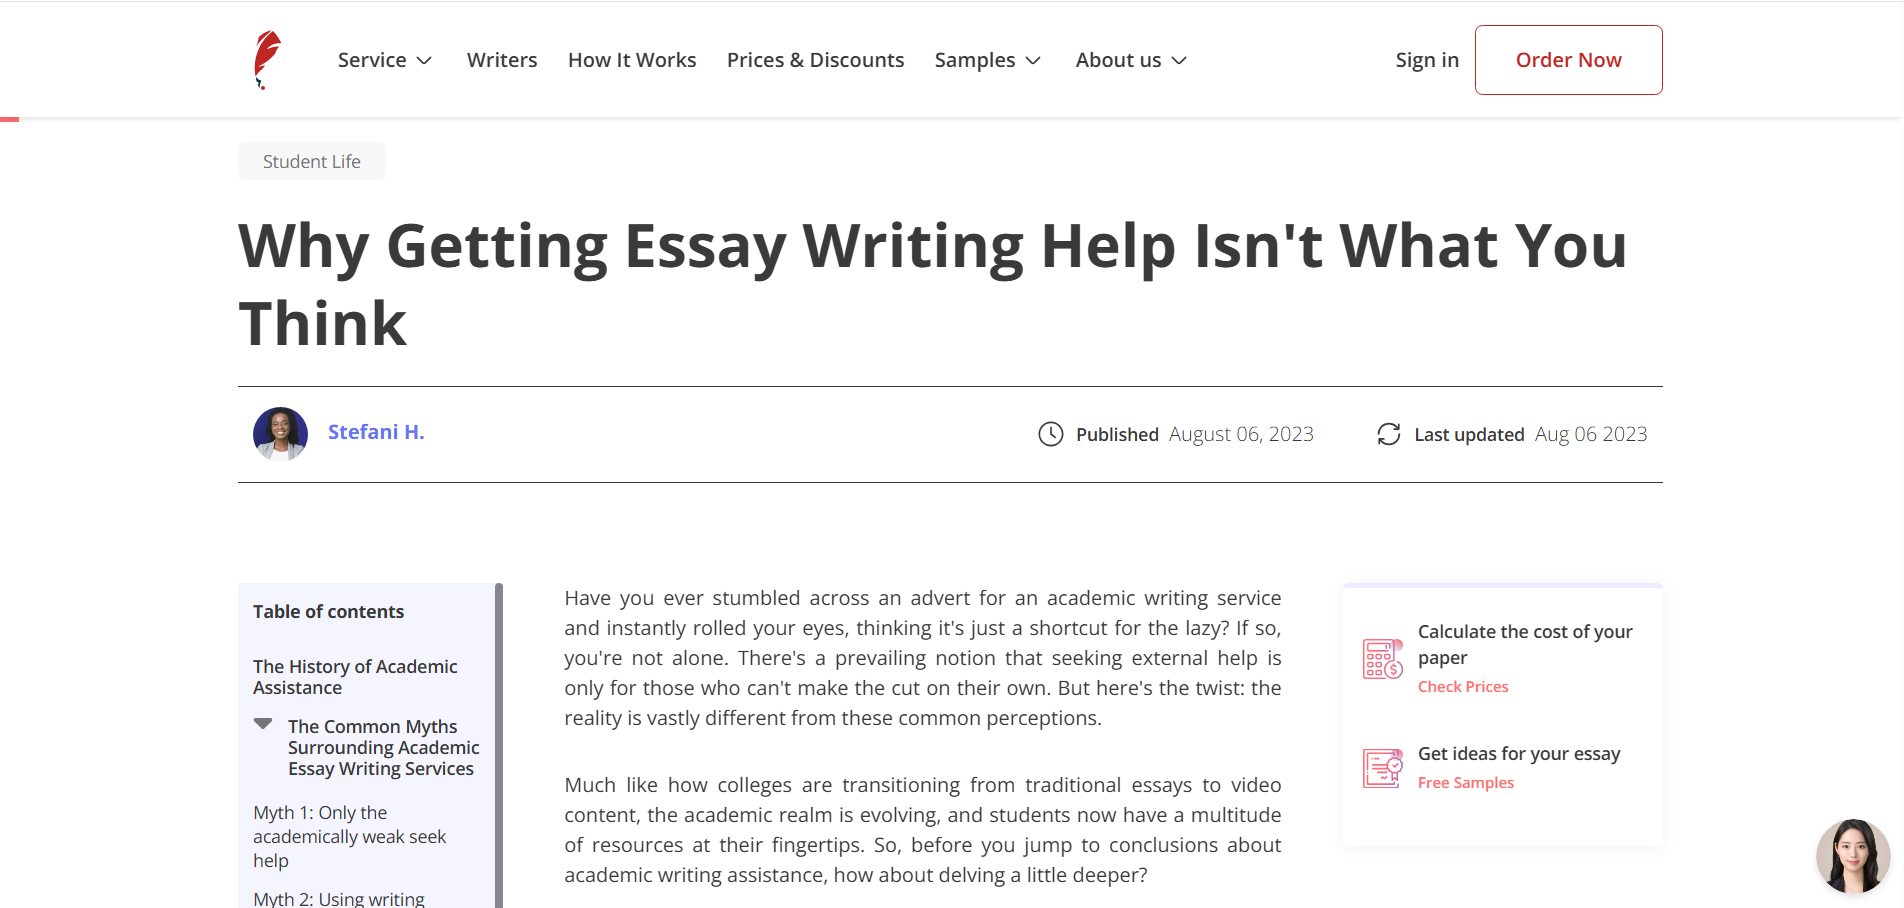 Service
Writers
How It Works
Prices & Discounts
Samples
About us
Sign in
Order Now
Student Life
Why Getting Essay Writing Help Isn't What You
Think
Stefani H.
Published August 06, 2023
Last updated Aug 06 2023
Table of contents
The History of Academic
Assistance
The Common Myths
Surrounding Academic
Essay Writing Services
Myth 1: Only the
academically weak seek
help
Myth 2: Using writing
Have you ever stumbled across an advert for an academic writing service
and instantly rolled your eyes, thinking it's just a shortcut for the lazy? If so,
you're not alone. There's a prevailing notion that seeking external help is
only for those who can't make the cut on their own. But here's the twist: the
reality is vastly different from these common perceptions.
Much like how colleges are transitioning from traditional essays to video
content, the academic realm is evolving, and students now have a multitude
of resources at their fingertips. So, before you jump to conclusions about
academic writing assistance, how about delving a little deeper?
Calculate the cost of your
paper
Check Prices
Get ideas for your essay
Free Samples